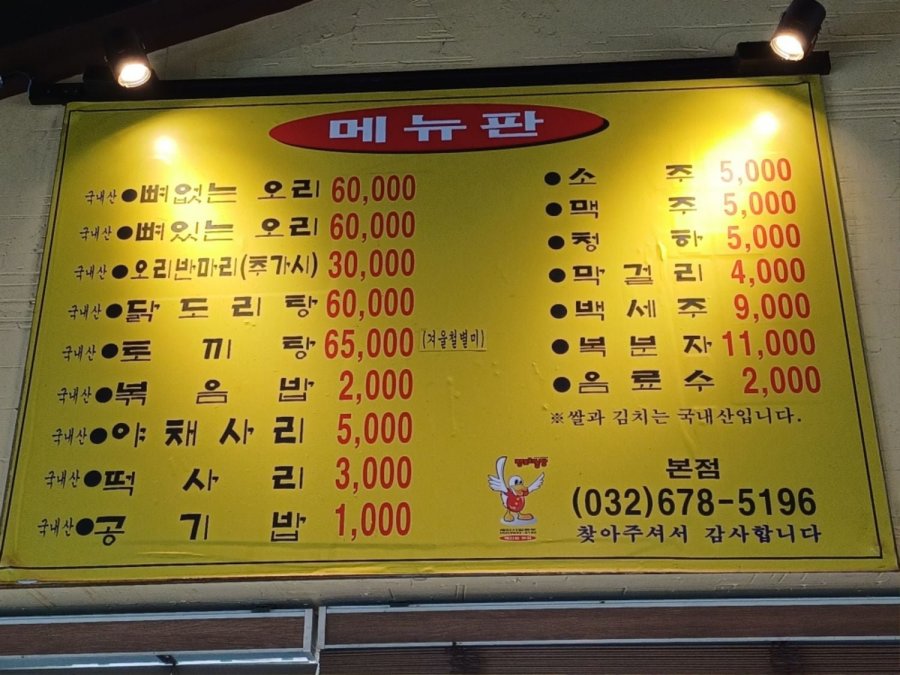 메뉴판
국내산 ●뼈없는 오리 60,000
국내산 ●뼈있는 오리 60,000
국내산 ●오리반마리(추가시) 30,000
국내산 ●닭도리탕 60,000
국내산 ●토끼탕 65,000 (겨울철별미)
국내산 ●볶음밥 2,000
국내산 ●야채사리 5,000
국내산 ●떡사리 3,000
국내산 ●공기밥 1,000
●소주 5,000
●맥주 5,000
●청하 5,000
●막걸리 4,000
●백세주 9,000
●복분자 11,000
●음료수 2,000
※쌀과 김치는 국내산입니다.
본점
(032)678-5196
찾아주셔서 감사합니다